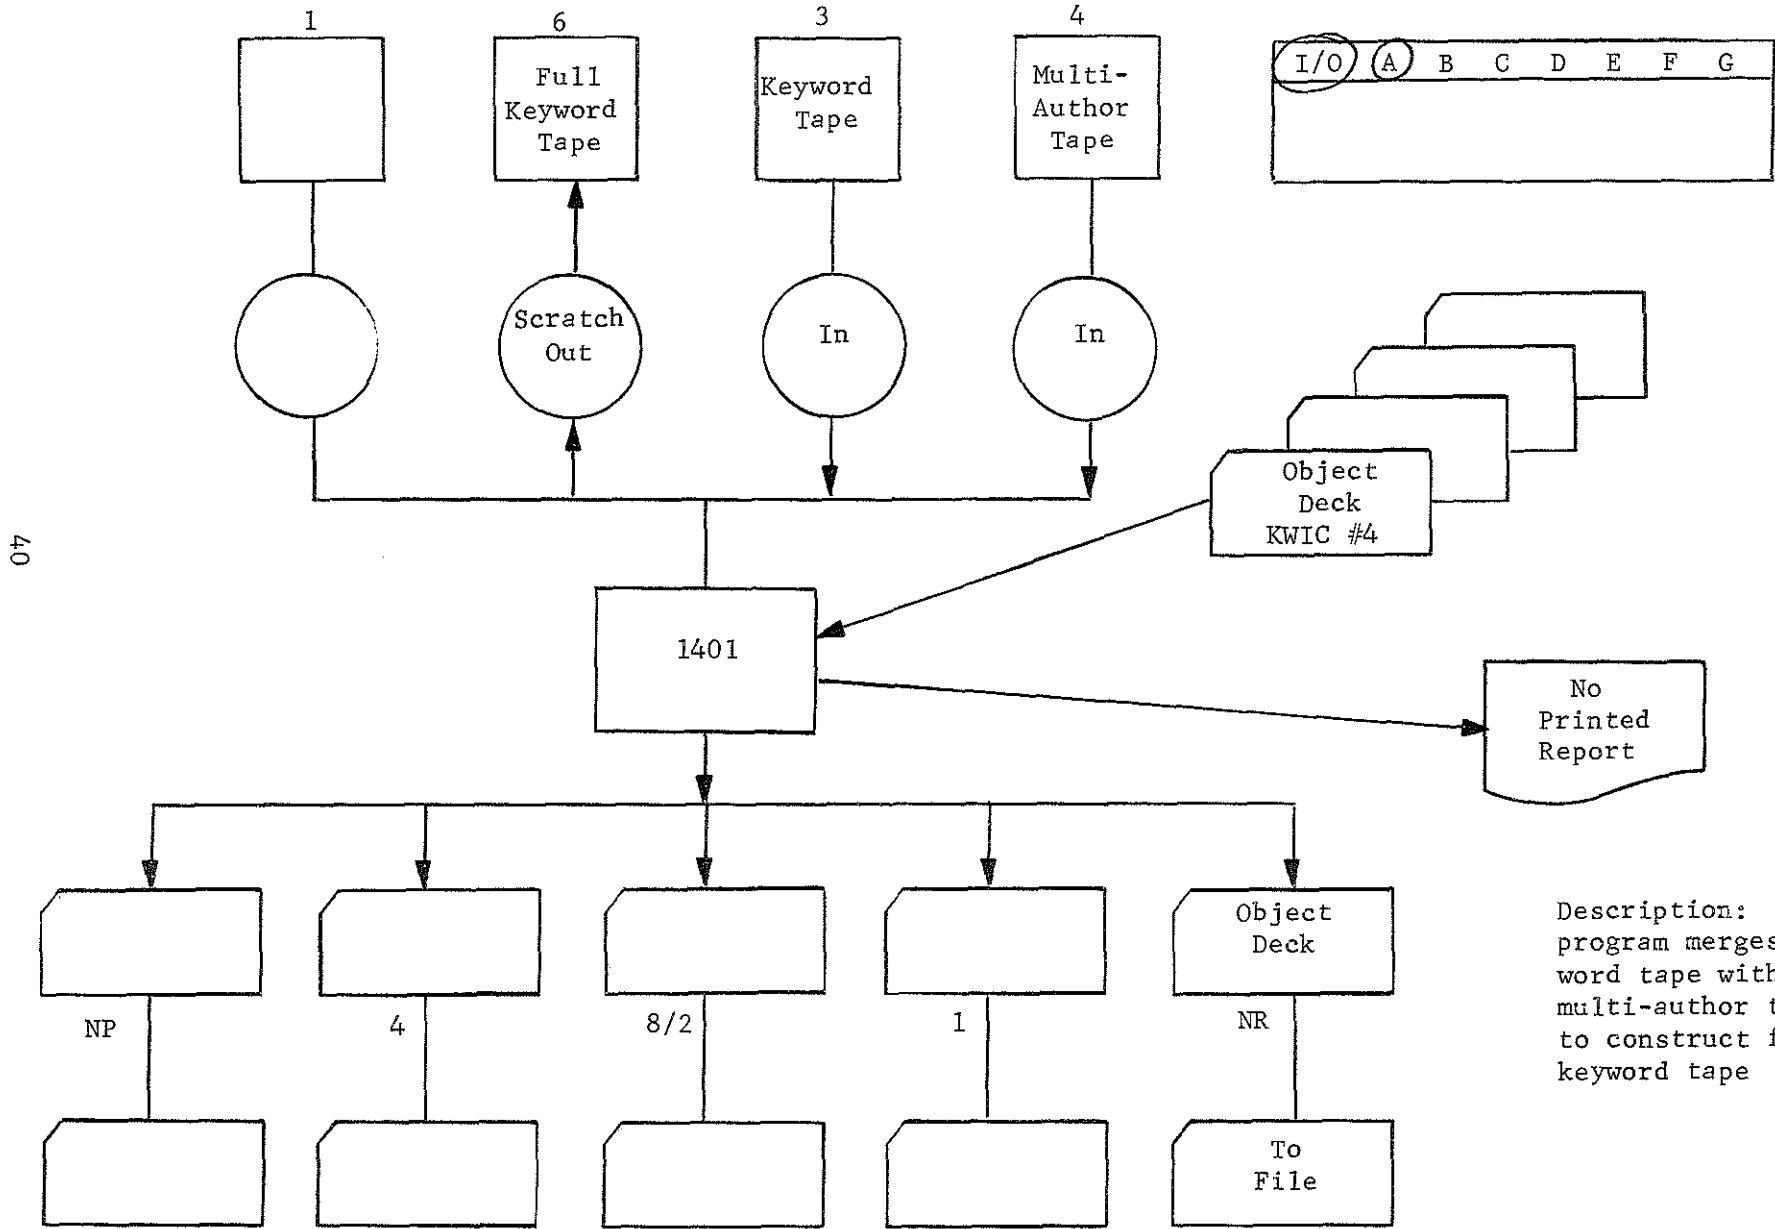 1
6
3
4
Full
Keyword
Tape
Keyword
Tape
Multi-
Author
Tape
I/O A B C D E F G
Scratch
Out
In
In
Object
Deck
KWIC #4
40
1401
No
Printed
Report
Object
Deck
NP
4
8/2
1
NR
To
File
Description:
program merges
word tape with
multi-author t
to construct f
keyword tape